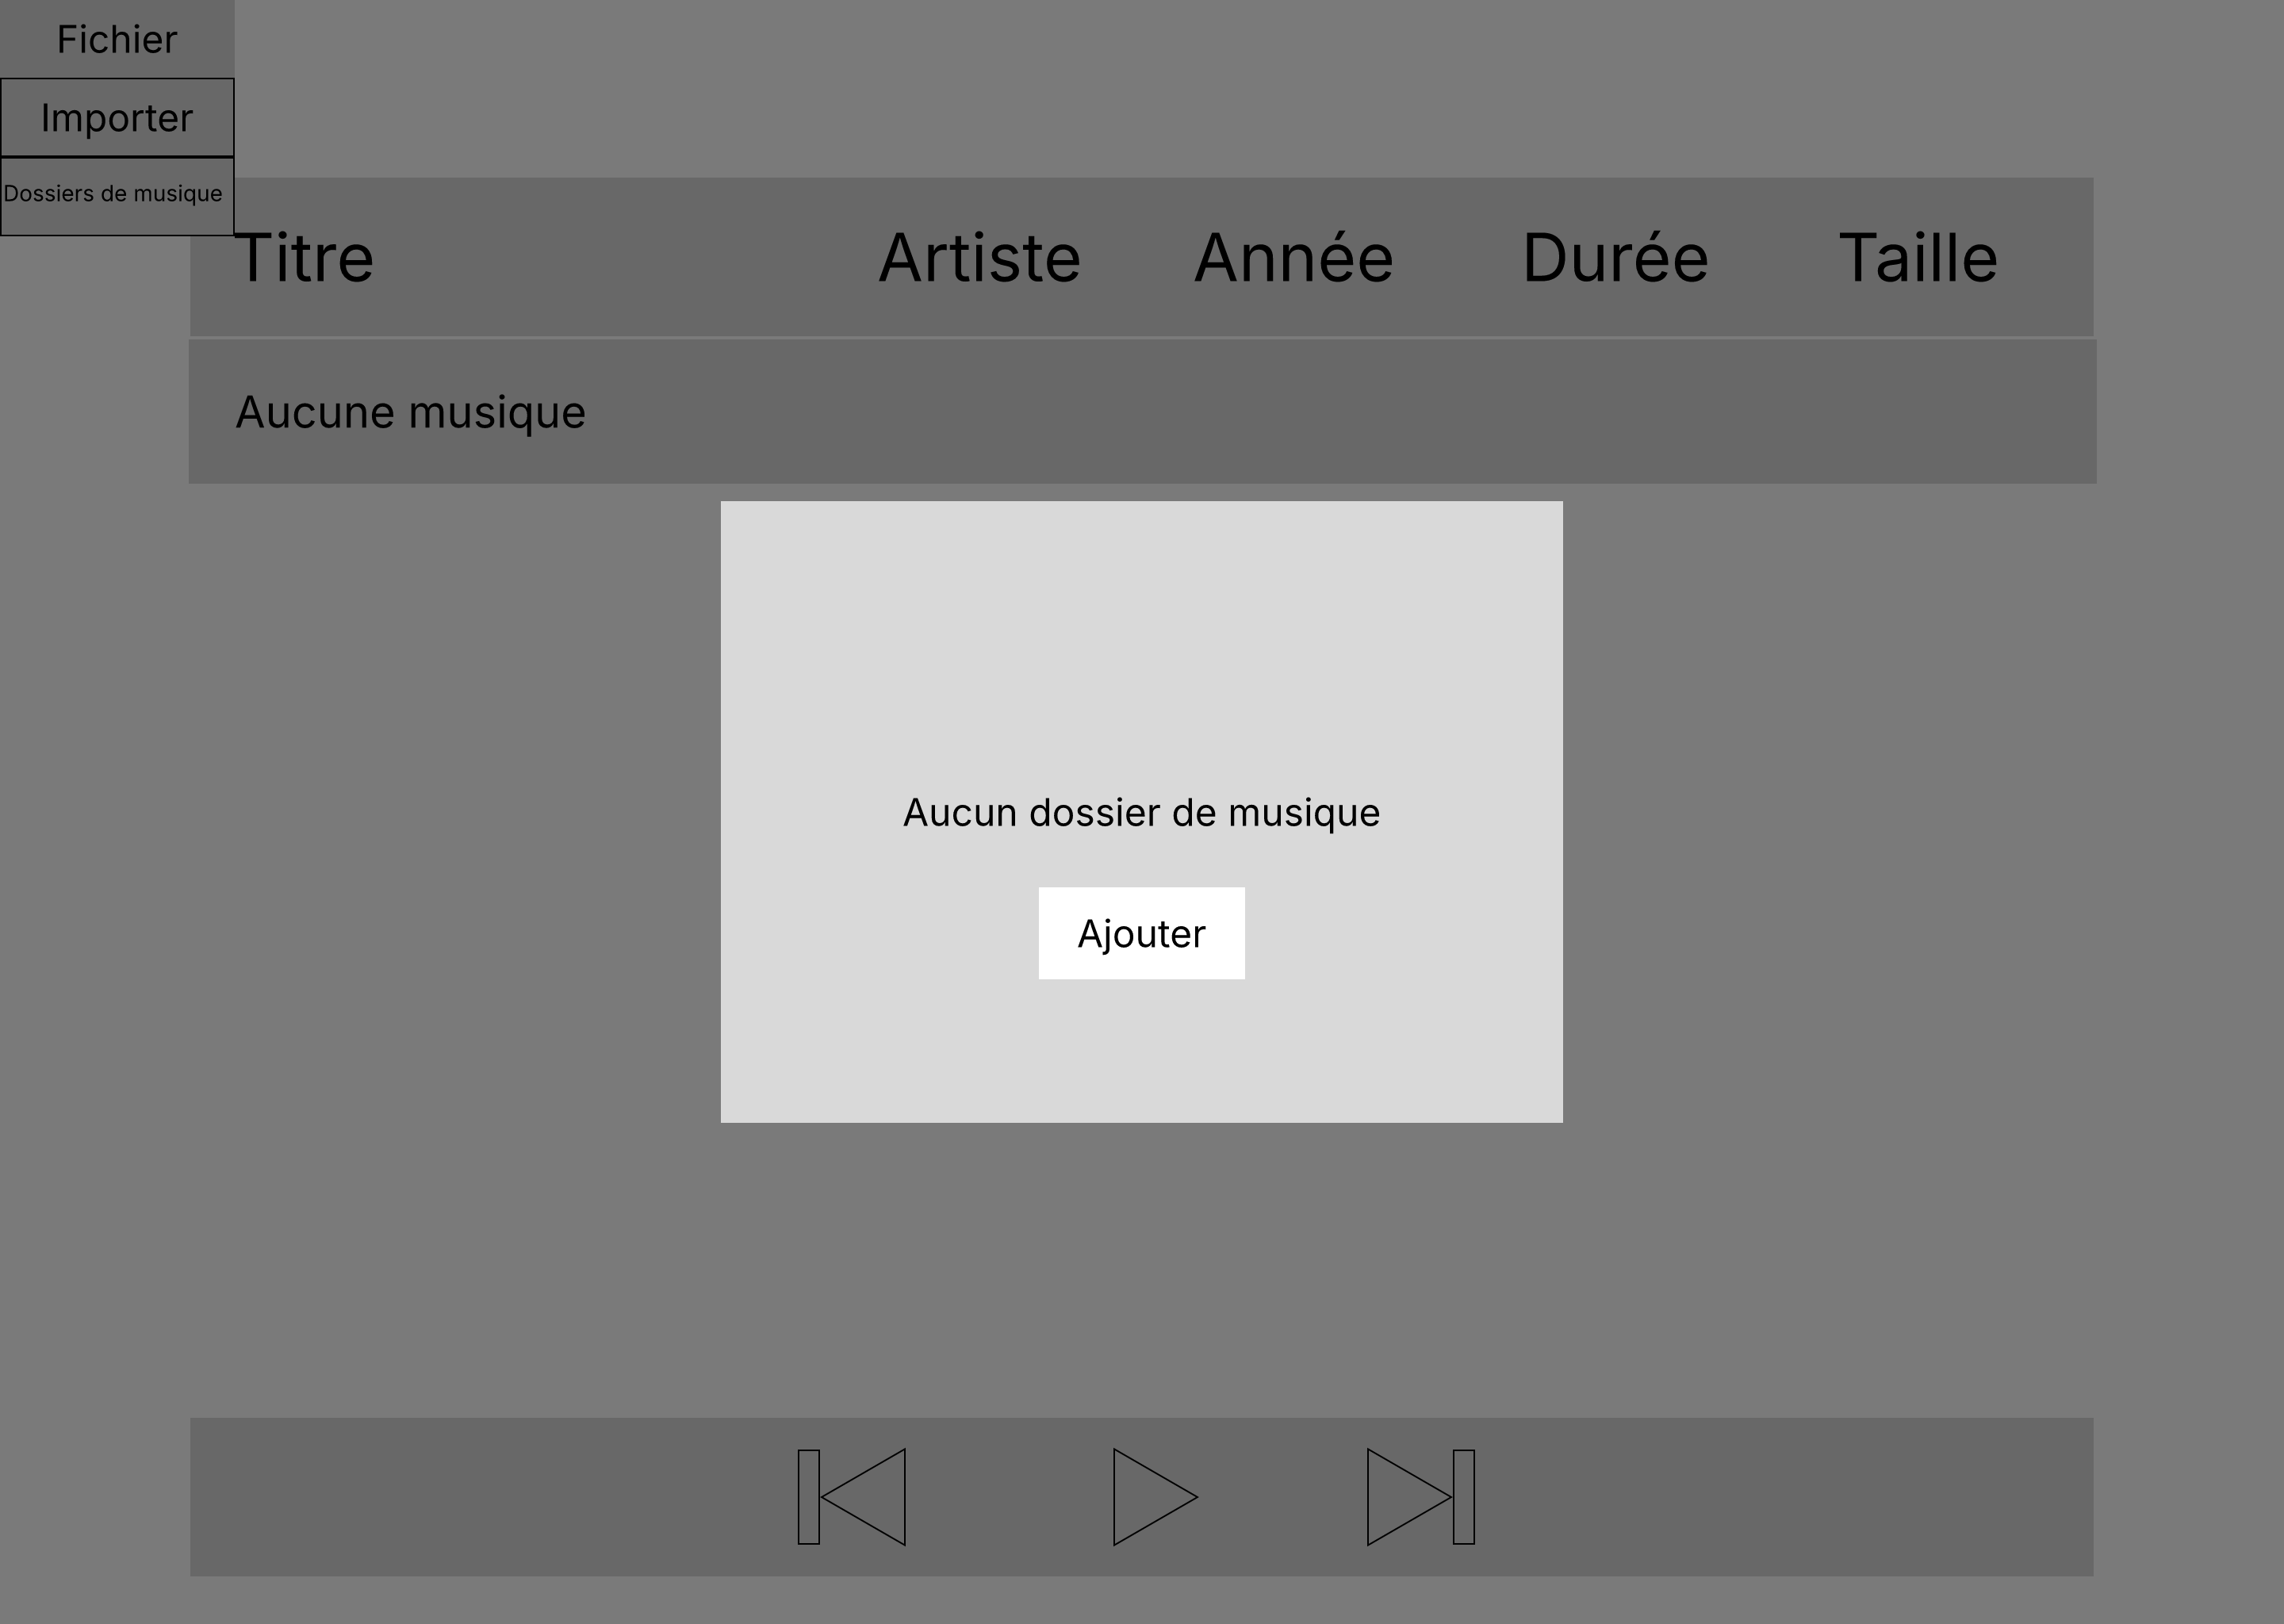 Fichier
Importer
Dossiers de musique
Titre Artiste Année Durée Taille
Aucune musique
Aucun dossier de musique
Ajouter